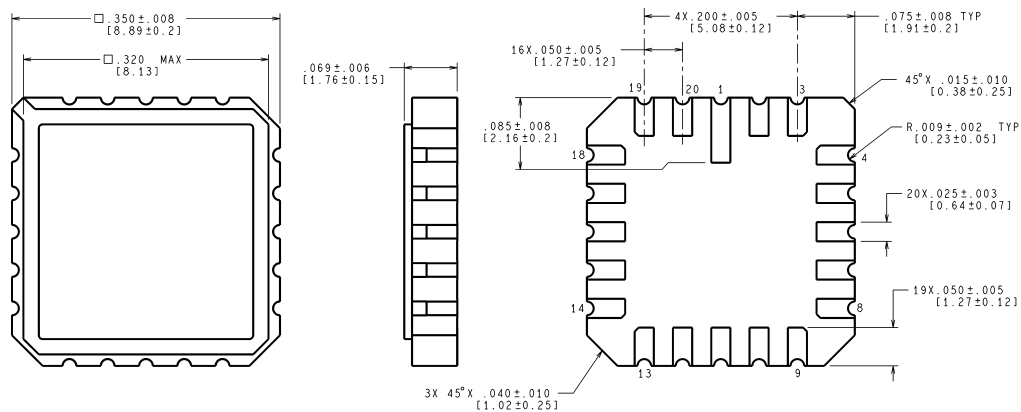 □.350±.008
[8.89±0.2]
□.320 MAX
[8.13]
.069±.006
[1.76±0.15]
4X.200±.005
[5.08±0.12]
.075±.008 TYP
[1.91±0.2]
16X.050±.005
[1.27±0.12]
45°X .015±.010
[0.38±0.25]
19
20
1
3
.085±.008
[2.16±0.2]
R.009±.002 TYP
[0.23±0.05]
18
4
20X.025±.003
[0.64±0.07]
19X.050±.005
[1.27±0.12]
14
8
13
9
3X 45°X .040±.010
[1.02±0.25]